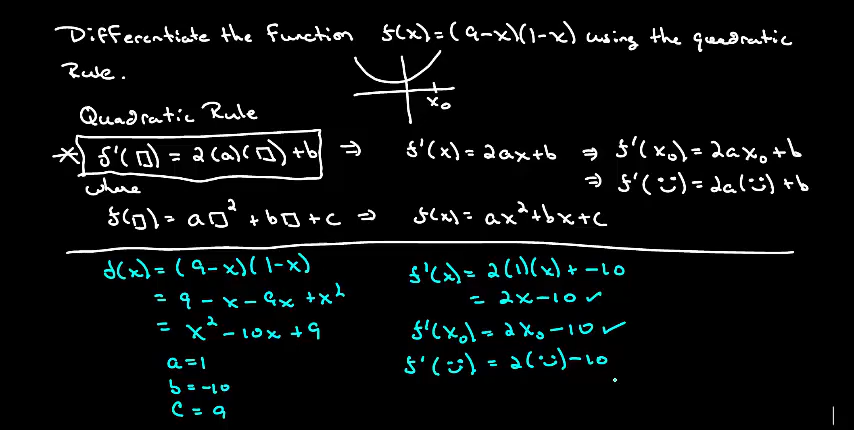 Differentiate the function f(x)=(9-x)(1-x) using the quadratic
Rule.
x₀
Quadratic Rule
* f'(□) = 2(a)(□)+b ⇒ f'(x)=2ax+b ⇒ f'(x₀)=2ax₀+b
⇒ f'(ü)=2a(ü)+b
where
f(□)= a□²+b□+c ⇒ f(x)=ax²+bx+c
f(x)=(9-x)(1-x)
= 9-x-9x+x²
= x²-10x+9
a=1
b=-10
c=9
f'(x)=2(1)(x)+-10
= 2x-10 ✓
f'(x₀)=2x₀-10 ✓
f'(ü)=2(ü)-10